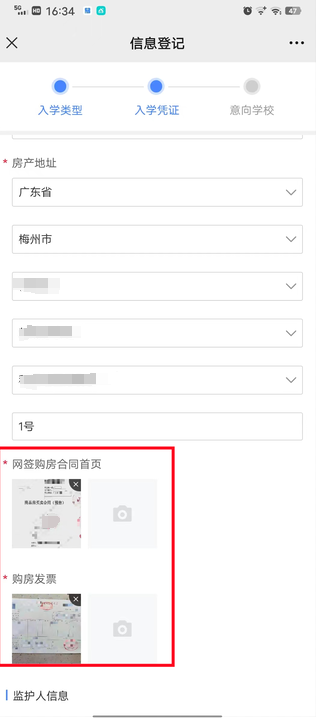 5G HD 16:34 47
信息登记
入学类型 入学凭证 意向学校
* 房产地址
广东省
梅州市
1号
* 网签购房合同首页
* 购房发票
监护人信息